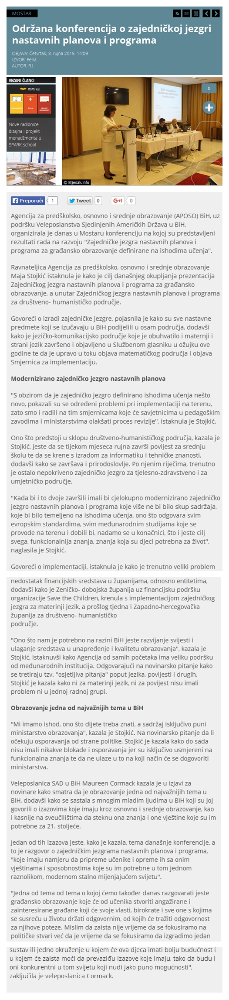 MOSTAR
Održana konferencija o zajedničkoj jezgri
nastavnih planova i programa
OBJAVA: Četvrtak, 3. rujna 2015. 14:09
IZVOR: Fena
AUTOR: R.I.
VEZANI ČLANCI
SPARK
DIZAJN
PROJEKT
MENADŽMENT
Nove radionice
dizajna i projekt
menadžmenta u
SPARK school
0
HOTEL
© Bljesak.info
Preporuči 1 Tweet 0 G+1 0
Agencija za predškolsko, osnovno i srednje obrazovanje (APOSO) BiH, uz
podršku Veleposlanstva Sjedinjenih Američkih Država u BiH,
organizirala je danas u Mostaru konferenciju na kojoj su predstavljeni
rezultati rada na razvoju "Zajedničke jezgra nastavnih planova i
programa za građansko obrazovanje definirane na ishodima učenja".
Ravnateljica Agencija za predškolsko, osnovno i srednje obrazovanje
Maja Stojkić istaknula je kako je cilj današnjeg okupljanja prezentacija
Zajedničkog jezgra nastavnih planova i programa za građansko
obrazovanje, a unutar Zajedničkog jezgra nastavnih planova i programa
za društveno- humanističko područje.
Govoreći o izradi zajedničke jezgre, pojasnila je kako su sve nastavne
predmete koji se izučavaju u BiH podijelili u osam područja, dodavši
kako je jezičko-komunikacijsko područje koje je obuhvatilo i maternji i
strani jezik završeno i objavljeno u Službenom glasniku u ožujku ove
godine te da je upravo u toku objava matematičkog područja i objava
Smjernica za implementaciju.
Modernizirano zajedničko jezgro nastavnih planova
"S obzirom da je zajedničko jezgro definirano ishodima učenja nešto
novo, pokazali su se određeni problemi pri implementaciji na terenu,
zato smo i radili na tim smjernicama koje će savjetnicima u pedagoškim
zavodima i ministarstvima olakšati proces revizije", istaknula je Stojkić.
Ono što predstoji u sklopu društveno-humanističkog područja, kazala je
Stojkić, jeste da se tijekom mjeseca rujna završi povijest za srednju
školu te da se krene s izradom za informatiku i tehničke znanosti,
dodavši kako se završava i prirodoslovlje. Po njenim riječima, trenutno
je ostalo nepokriveno zajedničko jezgro za tjelesno-zdravstveno i za
umjetničko područje.
"Kada bi i to dvoje završili imali bi cjelokupno modernizirano zajedničko
jezgro nastavnih planova i programa koje više ne bi bilo skup sadržaja,
koje bi bilo temeljeno na ishodima učenja, ono što odgovara svim
evropskim standardima, svim međunarodnim studijama koje se
provode na terenu i dobili bi, nadamo se u konačnici, što i jeste cilj
svega, funkcionalnija znanja, znanja koja su djeci potrebna za život",
naglasila je Stojkić.
Govoreći o implementaciji, istaknula je kako je trenutno veliki problem
nedostatak financijskih sredstava u županijama, odnosno entitetima,
dodavši kako je Zeničko- dobojska županija uz financijsku podršku
organizacije Save the Children, krenula s implementacijom zajedničkog
jezgra za materinji jezik, a prošlog tjedna i Zapadno-hercegovačka
županija za društveno- humanističko
područje.
"Ono što nam je potrebno na razini BiH jeste razvijanje svijesti i
ulaganje sredstava u unapređenje i kvalitetu obrazovanja", kazala je
Stojkić, istaknuvši kako Agencija od samih početaka ima veliku podršku
od međunarodnih institucija. Odgovarajući na novinarsko pitanje kako
se tretiraju tzv. "osjetljiva pitanja" poput jezika, povijesti i drugih,
Stojkić je kazala kako ni za materinji jezik, ni za povijest nisu imali
problem ni u jednoj radnoj grupi.
Obrazovanje jedna od najvažnijih tema u BiH
"Mi imamo ishod, ono što dijete treba znati, a sadržaj isključivo puni
ministarstvo obrazovanja", kazala je Stojkić. Na novinarsko pitanje da li
očekuju osporavanja od strane politike, Stojkić je kazala kako do sada
nisu imali nikakve blokade i osporavanja jer su isključivo usmjereni na
funkcionalna znanja te da ne ulaze u to na koji način će se dogovoriti
ministarstva.
Veleposlanica SAD u BiH Maureen Cormack kazala je u izjavi za
novinare kako smatra da je obrazovanje jedna od najvažnijih tema u
BiH, dodavši kako se sastala s mnogim mladim ljudima u BiH koji su joj
govorili o izazovima koje imaju kroz osnovno i srednje obrazovanje, kao
i kasnije na sveučilištima da steknu ona znanja i one vještine koje su im
potrebne za 21. stoljeće.
Jedan od tih izazova jeste, kako je kazala, tema današnje konferencije, a
to je razgovor o zajedničkim jezgrama nastavnih planova i programa,
"koje imaju namjeru da pripreme učenike i opreme ih sa onim
vještinama i sposobnostima koje su im potrebne u tom jednom
raznolikom, modernom stalno mijenjajućem svijetu".
"Jedna od tema od tema o kojoj ćemo također danas razgovarati jeste
građansko obrazovanje koje će od učenika stvoriti angažirane i
zainteresirane građane koji će svoje vlasti, birokrate i sve one s kojima
se susreću u životu držati odgovornim, od kojih će tražiti odgovornost
za njihove poteze. Mislim da zaista nije vrijeme da se fokusiramo na
političke stvari već da je vrijeme da se fokusiramo da izgradimo jedan
sustav ili jedno okruženje u kojem će ova djeca imati bolju budućnost i
u kojem će zaista moći da prevaziđu izazove koje imaju, tako da budu i
oni konkurentni u tom svijetu koji nudi jako puno mogućnosti",
zaključila je veleposlanica Cormack.